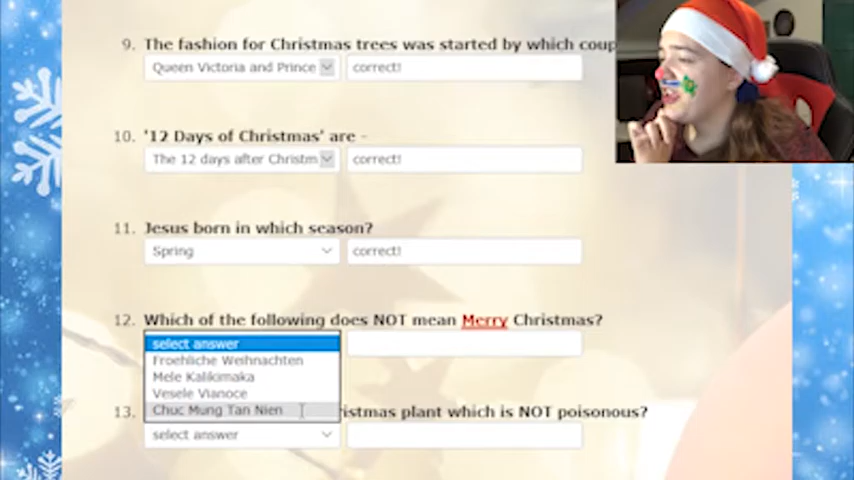 9. The fashion for Christmas trees was started by which coup
Queen Victoria and Prince correct!
10. '12 Days of Christmas' are -
The 12 days after Christm correct!
11. Jesus born in which season?
Spring correct!
12. Which of the following does NOT mean Merry Christmas?
select answer
Froehliche Weihnachten
Mele Kalikimaka
Vesele Vianoce
Chuc Mung Tan Nien
13. istmas plant which is NOT poisonous?
select answer